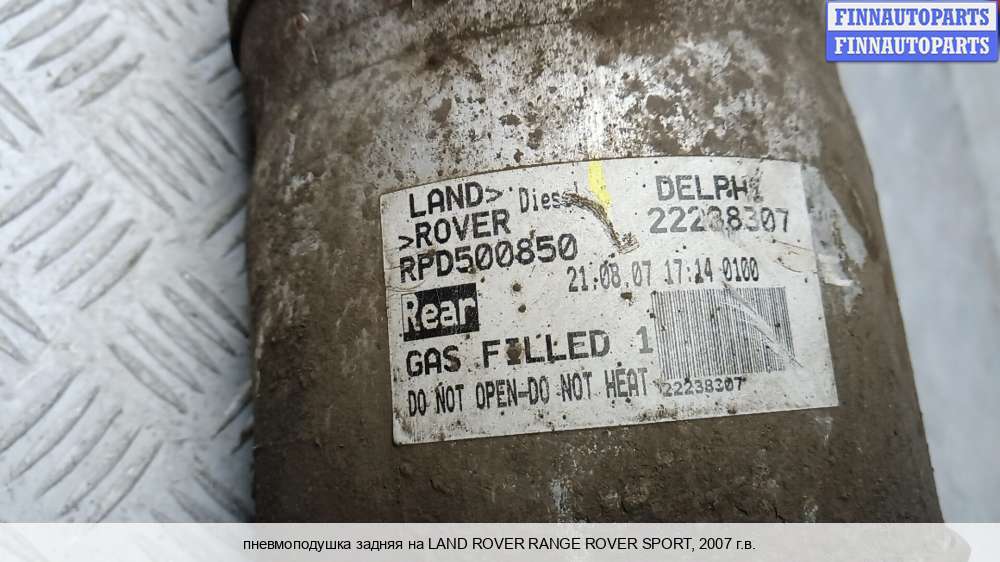 FINNAUTOPARTS
FINNAUTOPARTS
LAND> Diesel DELPHI
>ROVER 22238307
RPD500850
21.08.07 17:14 0100
Rear
GAS FILLED 1
DO NOT OPEN-DO NOT HEAT 22238307
пневмоподушка задняя на LAND ROVER RANGE ROVER SPORT, 2007 г.в.